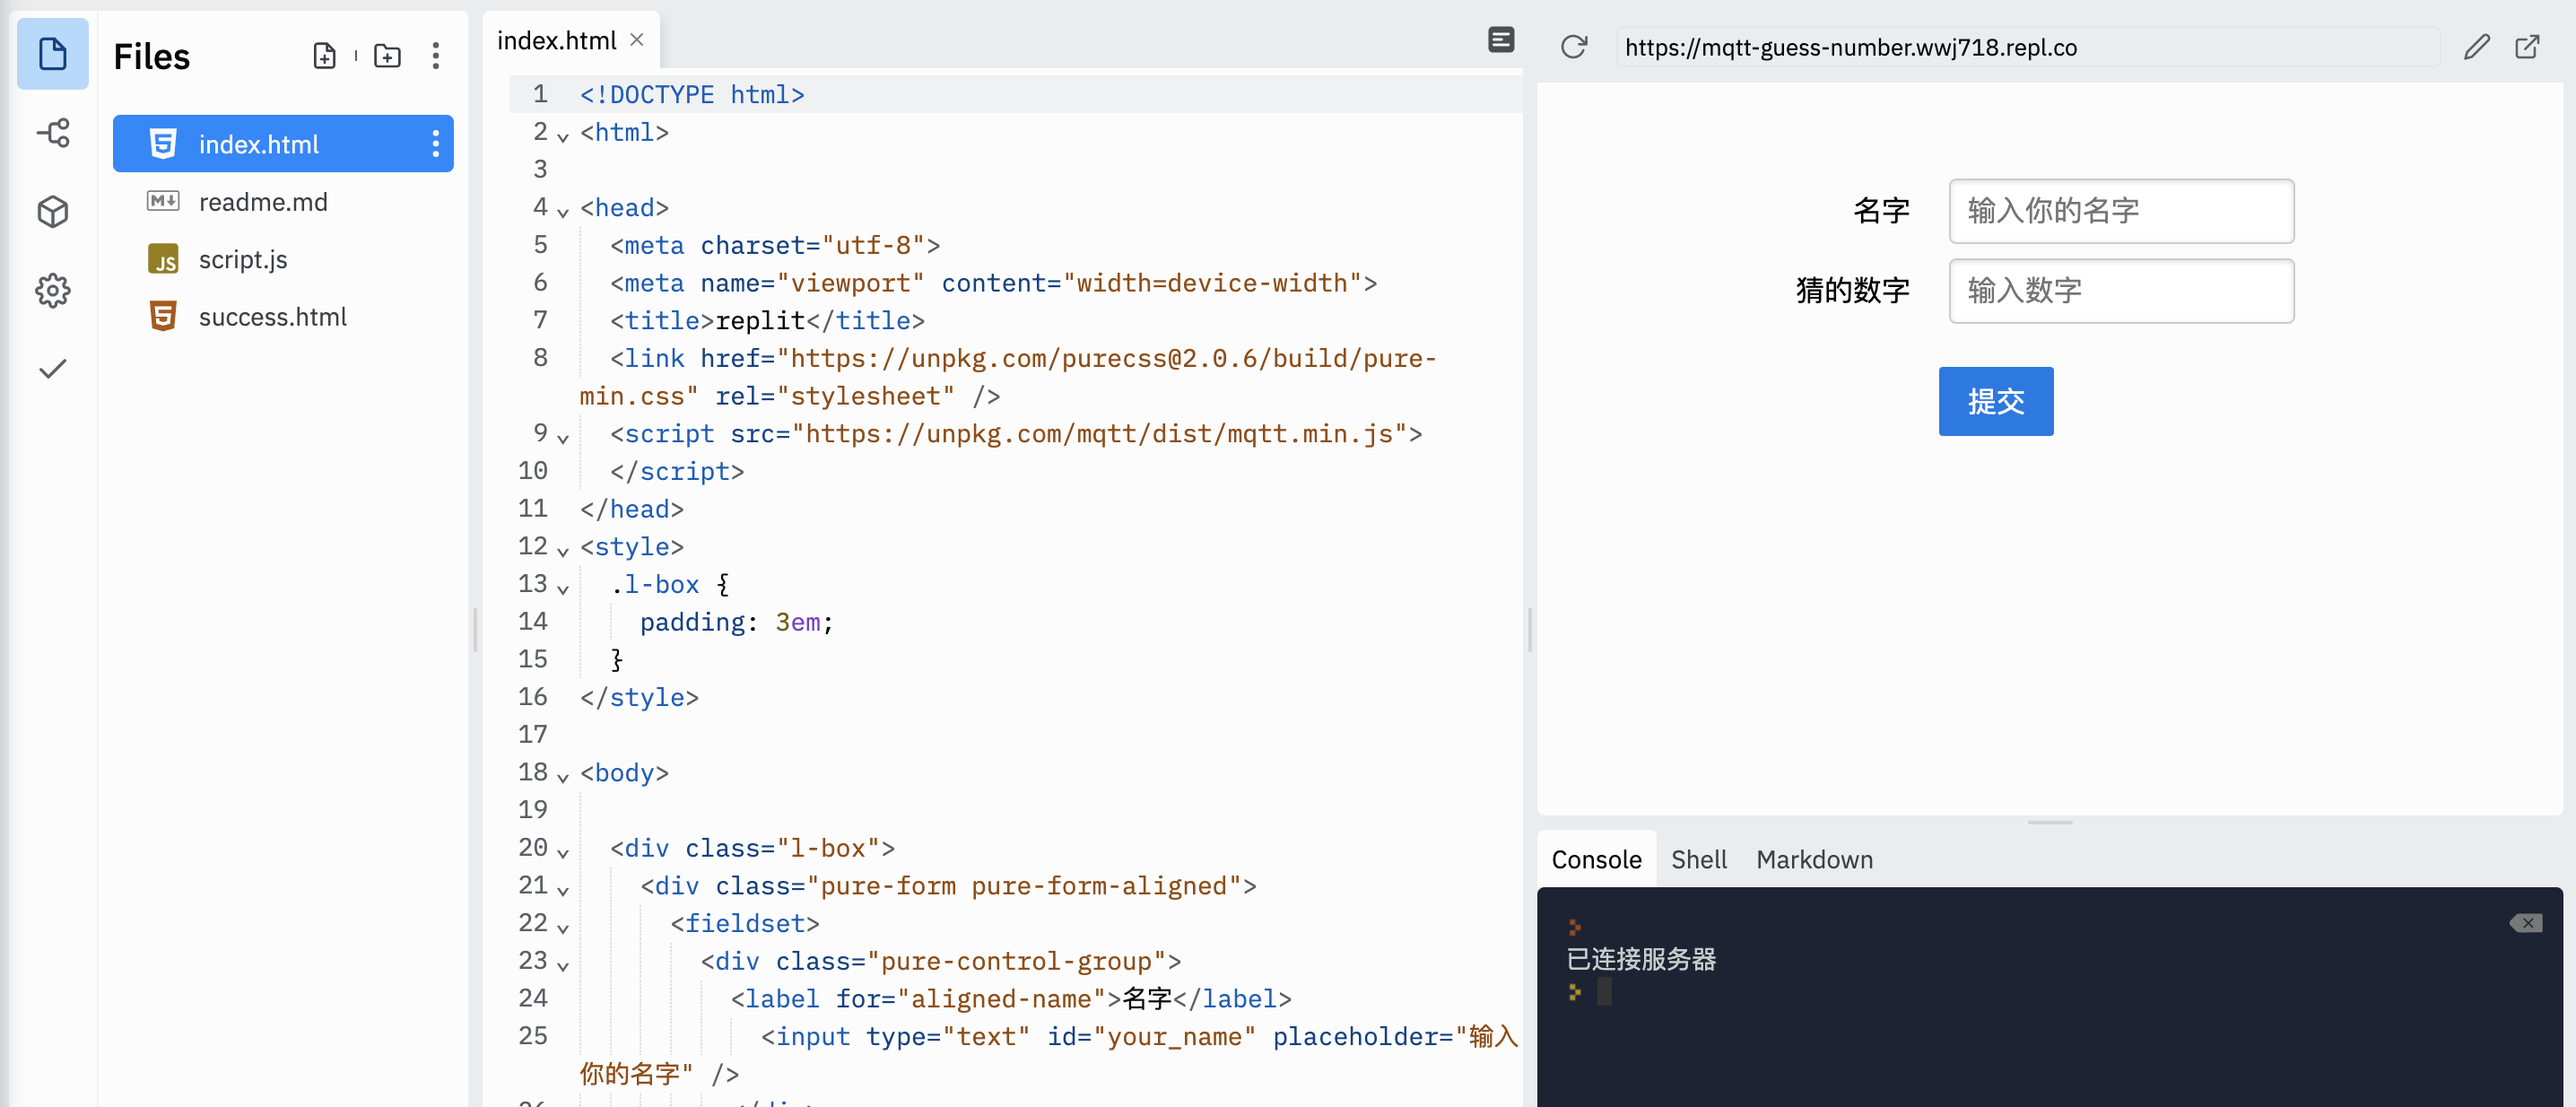 Files
index.html
readme.md
script.js
success.html
index.html
1 <!DOCTYPE html>
2 <html>
3
4 <head>
5 <meta charset="utf-8">
6 <meta name="viewport" content="width=device-width">
7 <title>replit</title>
8 <link href="https://unpkg.com/purecss@2.0.6/build/pure-
min.css" rel="stylesheet" />
9 <script src="https://unpkg.com/mqtt/dist/mqtt.min.js">
10 </script>
11 </head>
12 <style>
13 .l-box {
14 padding: 3em;
15 }
16 </style>
17
18 <body>
19
20 <div class="l-box">
21 <div class="pure-form pure-form-aligned">
22 <fieldset>
23 <div class="pure-control-group">
24 <label for="aligned-name">名字</label>
25 <input type="text" id="your_name" placeholder="输入
你的名字" />
https://mqtt-guess-number.wwj718.repl.co
名字 输入你的名字
猜的数字 输入数字
提交
Console Shell Markdown
已连接服务器